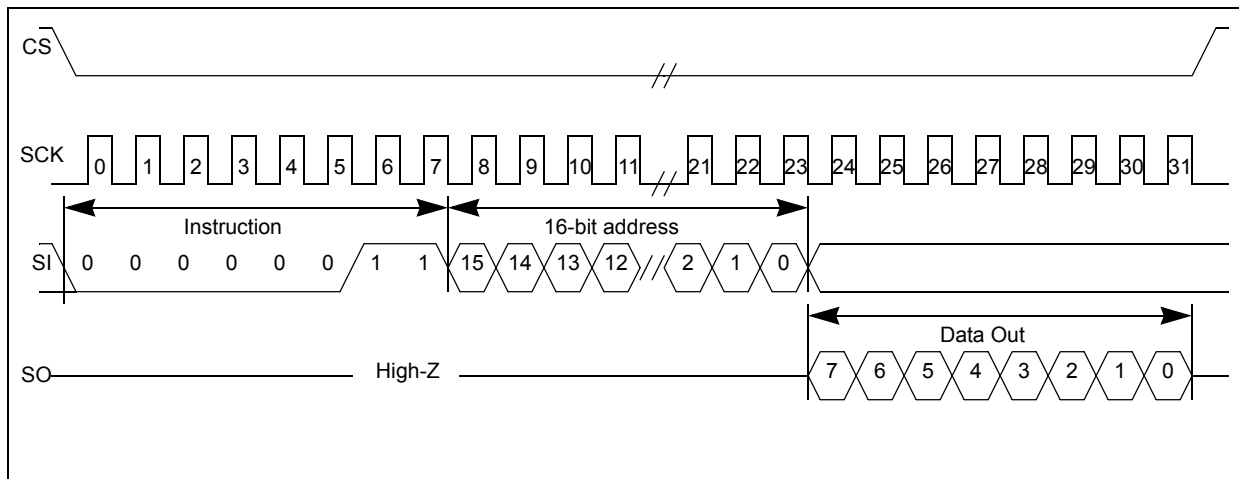 CS
SCK 0 1 2 3 4 5 6 7 8 9 10 11 21 22 23 24 25 26 27 28 29 30 31
Instruction 16-bit address
SI 0 0 0 0 0 0 1 1 15 14 13 12 2 1 0
Data Out
SO High-Z 7 6 5 4 3 2 1 0